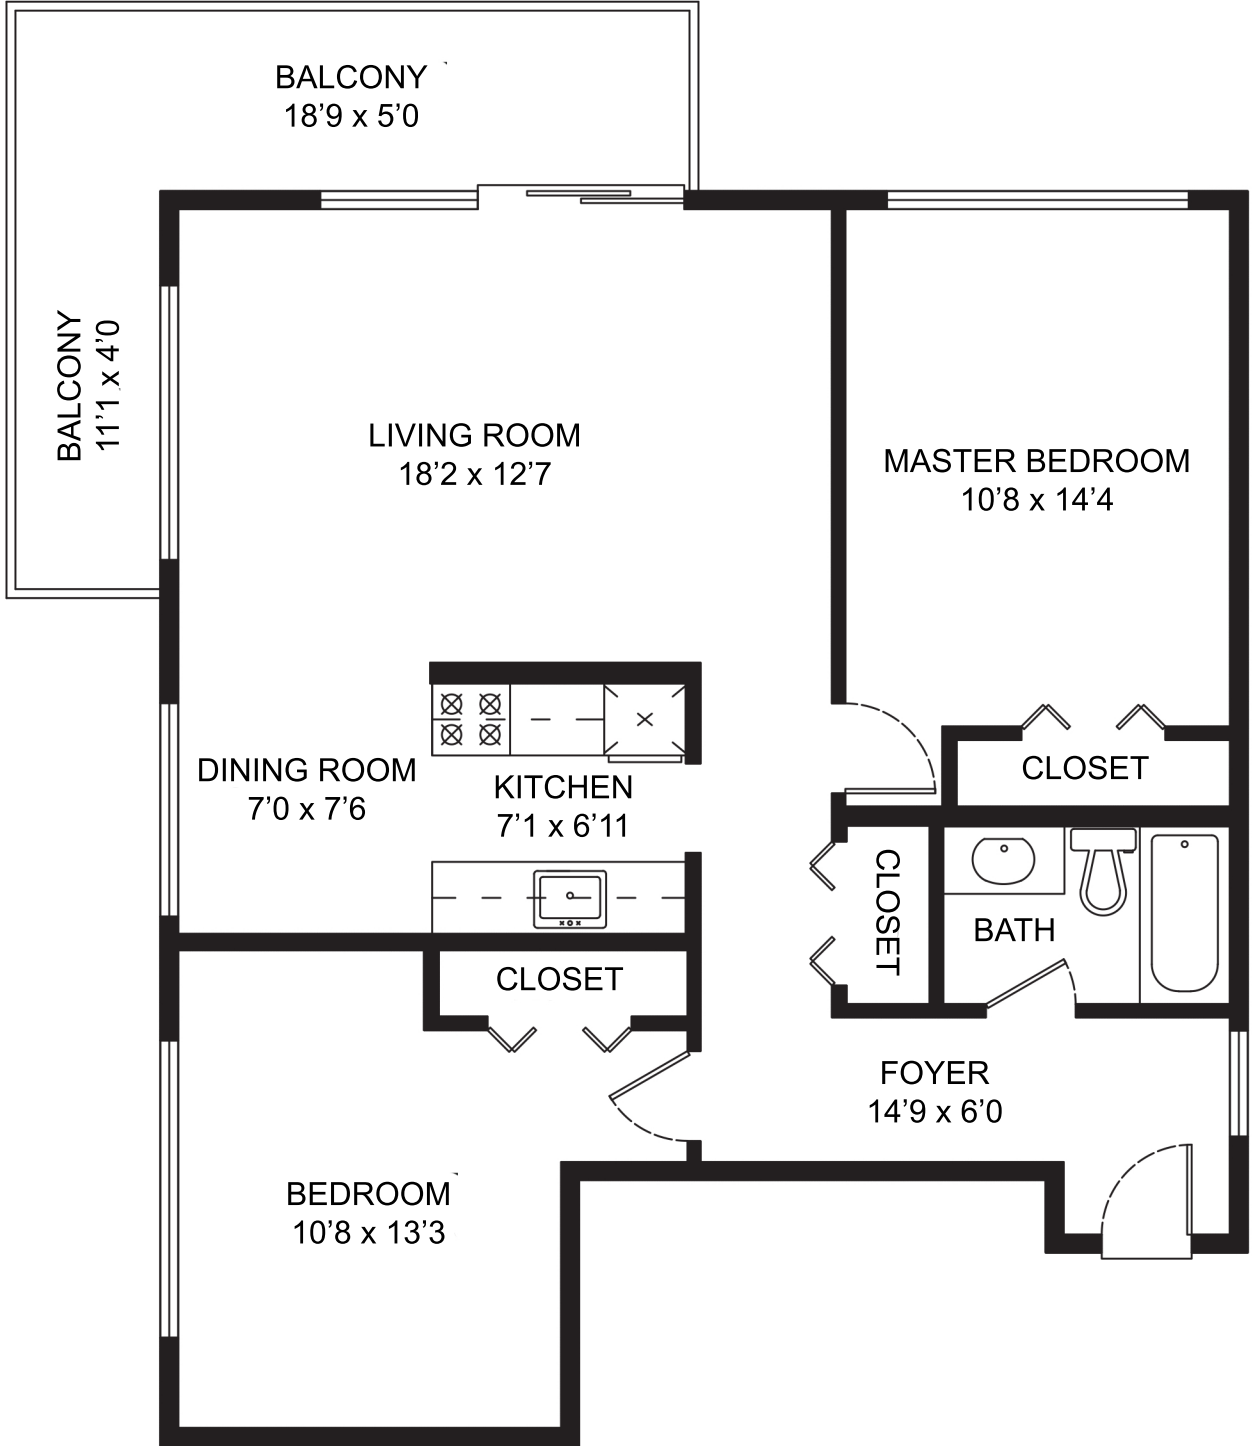 BALCONY
18’9 x 5’0
BALCONY
11’1 x 4’0
LIVING ROOM
18’2 x 12’7
MASTER BEDROOM
10’8 x 14’4
CLOSET
DINING ROOM
7’0 x 7’6
KITCHEN
7’1 x 6’11
CLOSET
BATH
CLOSET
FOYER
14’9 x 6’0
BEDROOM
10’8 x 13’3